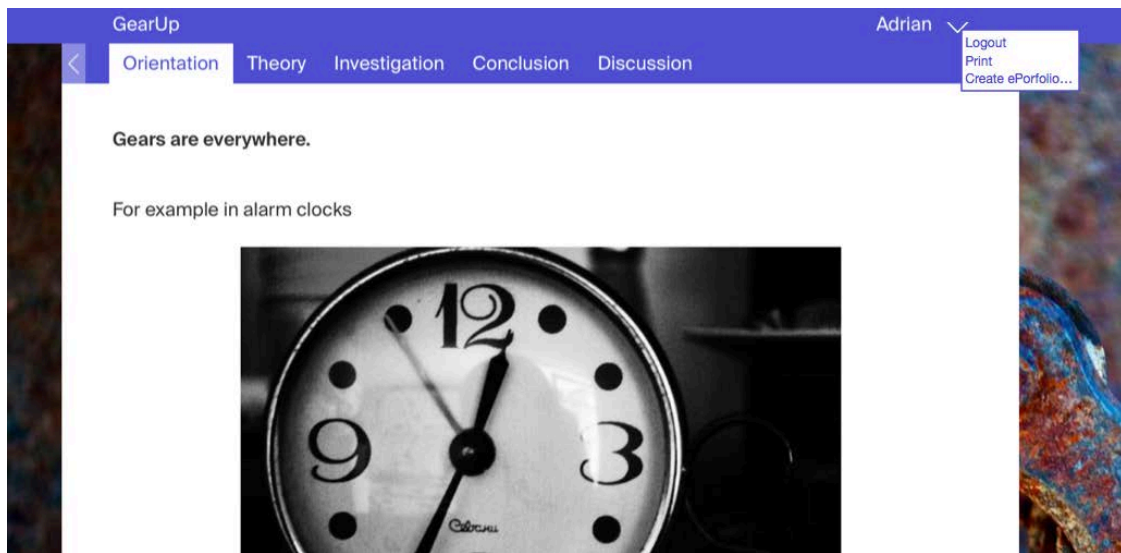 GearUp
Adrian
Logout
Print
Create ePorfolio...
Orientation Theory Investigation Conclusion Discussion
Gears are everywhere.
For example in alarm clocks
12
9
3